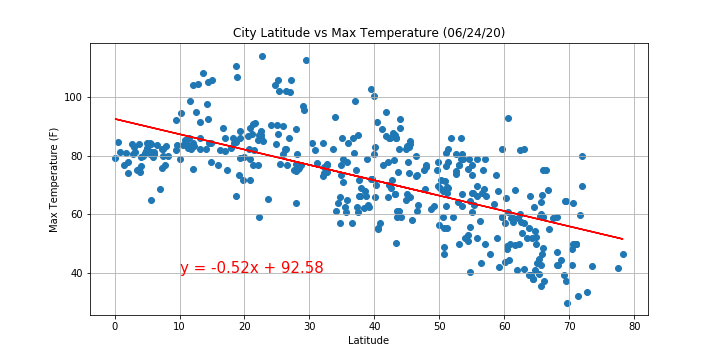 City Latitude vs Max Temperature (06/24/20)
Max Temperature (F)
100
80
60
40
y = -0.52x + 92.58
0 10 20 30 40 50 60 70 80
Latitude